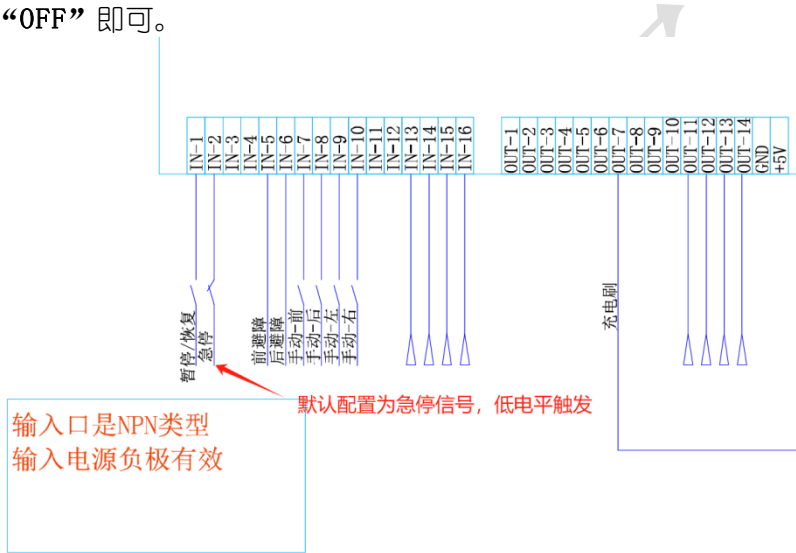 “OFF”即可。
IN-1
IN-2
IN-3
IN-4
IN-5
IN-6
IN-7
IN-8
IN-9
IN-10
IN-11
IN-12
IN-13
IN-14
IN-15
IN-16
OUT-1
OUT-2
OUT-3
OUT-4
OUT-5
OUT-6
OUT-7
OUT-8
OUT-9
OUT-10
OUT-11
OUT-12
OUT-13
OUT-14
GND
+5V
暂停/恢复
急停
前避障
后避障
手动-前
手动-后
手动-左
手动-右
充电刷
默认配置为急停信号，低电平触发
输入口是NPN类型
输入电源负极有效